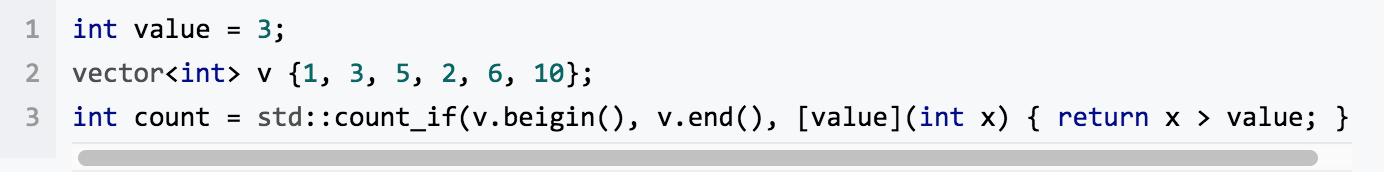 1 int value = 3;
2 vector<int> v {1, 3, 5, 2, 6, 10};
3 int count = std::count_if(v.beigin(), v.end(), [value](int x) { return x > value; }